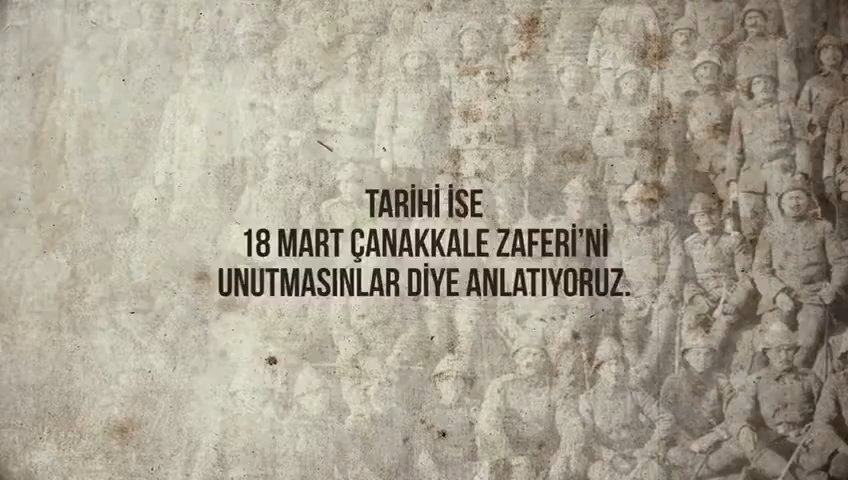 TARİHİ İSE
18 MART ÇANAKKALE ZAFERİ'Nİ
UNUTMASINLAR DİYE ANLATIYORUZ.